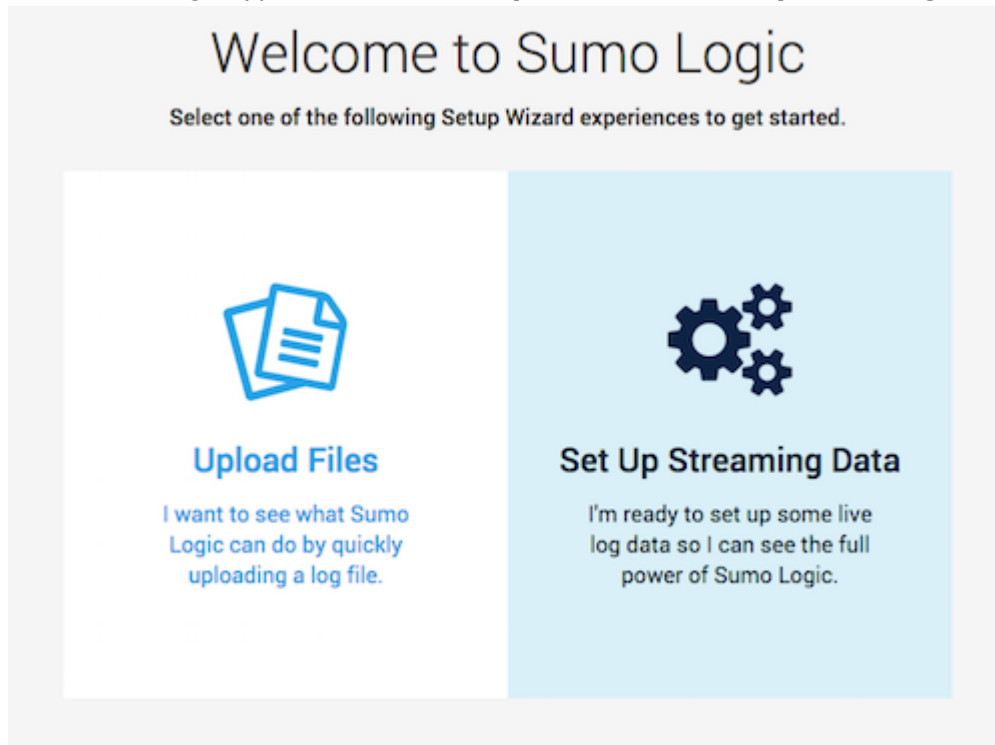 Welcome to Sumo Logic
Select one of the following Setup Wizard experiences to get started.
Upload Files
I want to see what Sumo
Logic can do by quickly
uploading a log file.
Set Up Streaming Data
I'm ready to set up some live
log data so I can see the full
power of Sumo Logic.